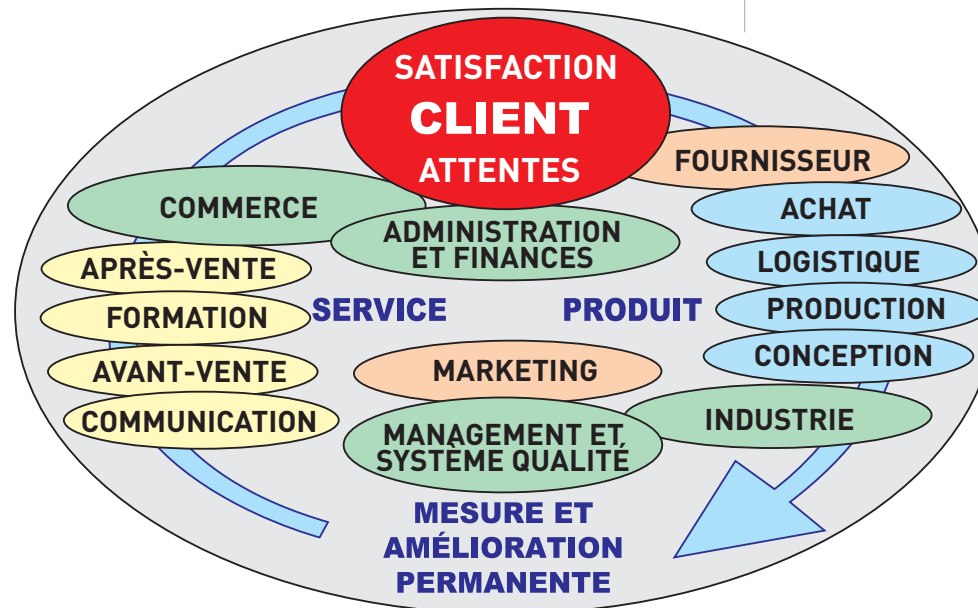 SATISFACTION
CLIENT
ATTENTES
FOURNISSEUR
COMMERCE
ACHAT
ADMINISTRATION
ET FINANCES
APRÈS-VENTE
LOGISTIQUE
FORMATION
SERVICE
PRODUIT
PRODUCTION
AVANT-VENTE
MARKETING
CONCEPTION
COMMUNICATION
MANAGEMENT ET
SYSTÈME QUALITÉ
INDUSTRIE
MESURE ET
AMÉLIORATION
PERMANENTE